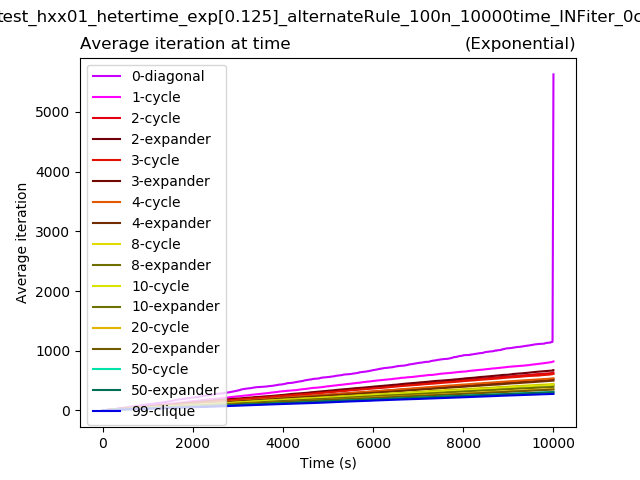 test_hxx01_hetertime_exp[0.125]_alternateRule_100n_10000time_INFiter_0c
Average iteration at time (Exponential)
5000
4000
3000
2000
1000
0
Average iteration
0-diagonal
1-cycle
2-cycle
2-expander
3-cycle
3-expander
4-cycle
4-expander
8-cycle
8-expander
10-cycle
10-expander
20-cycle
20-expander
50-cycle
50-expander
99-clique
0 2000 4000 6000 8000 10000
Time (s)